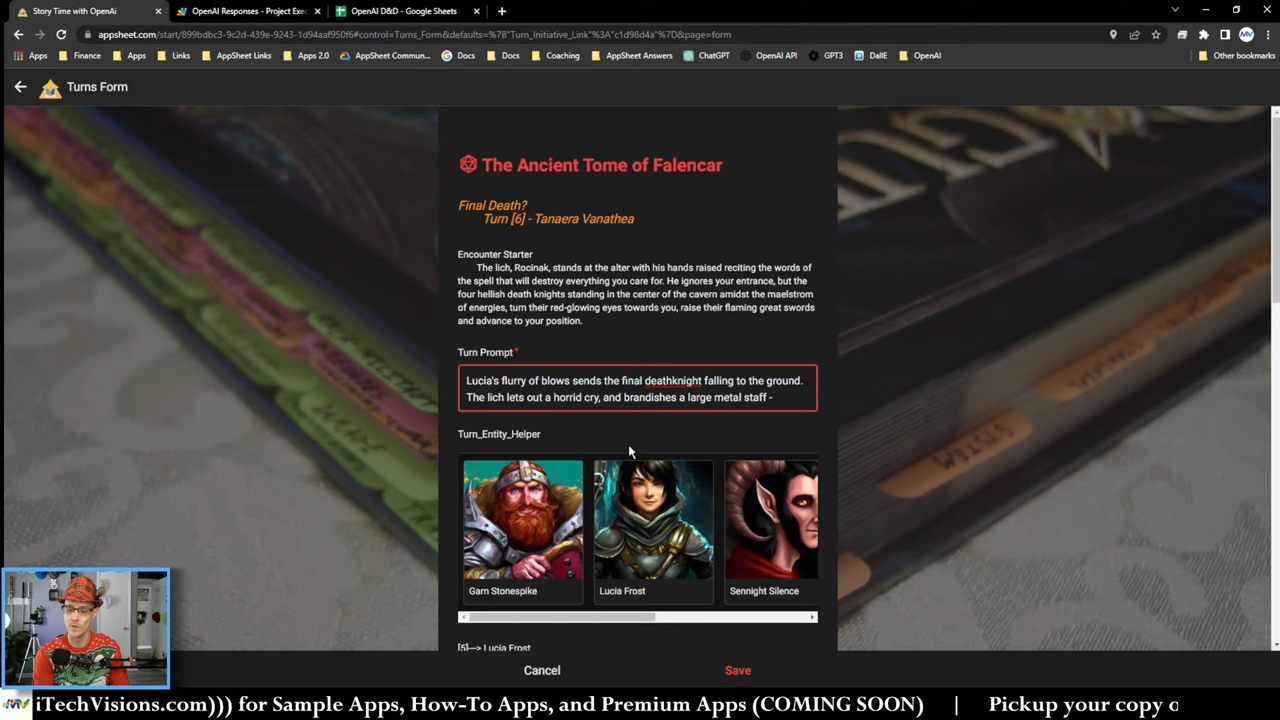 Story Time with OpenAi
OpenAI Responses - Project Exec
OpenAI D&D - Google Sheets
appsheet.com/start/899bdbc3-9c2d-439e-9243-1d94aaf950f6#control=Turns_Form&defaults=%7B"Turn_Initiative_Link"%3A"c1d98d4a"%7D&page=form
Apps Finance Apps Links AppSheet Links Apps 2.0 AppSheet Commun... Docs Docs Coaching AppSheet Answers ChatGPT OpenAI API GPT3 DallE OpenAI Other bookmarks
Turns Form
The Ancient Tome of Falencar
Final Death?
Turn [6] - Tanaera Vanathea
Encounter Starter
The lich, Rocinak, stands at the alter with his hands raised reciting the words of
the spell that will destroy everything you care for. He ignores your entrance, but the
four hellish death knights standing in the center of the cavern amidst the maelstrom
of energies, turn their red-glowing eyes towards you, raise their flaming great swords
and advance to your position.
Turn Prompt*
Lucia's flurry of blows sends the final deathknight falling to the ground.
The lich lets out a horrid cry, and brandishes a large metal staff -
Turn_Entity_Helper
Garn Stonespike
Lucia Frost
Sennight Silence
[5]---> Lucia Frost
Cancel
Save
SYSTEM
iTechVisions.com))) for Sample Apps, How-To Apps, and Premium Apps (COMING SOON) | Pickup your copy o